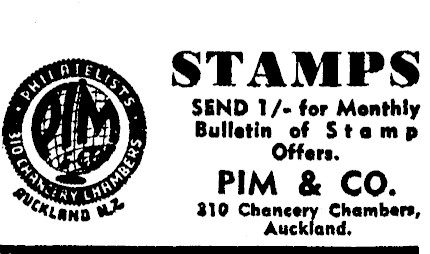 PHILATELISTS
PIM
& CO.
310 CHANCERY CHAMBERS
AUCKLAND N.Z
STAMPS
SEND 1/- for Monthly
Bulletin of Stamp
Offers.
PIM & CO.
310 Chancery Chambers,
Auckland.